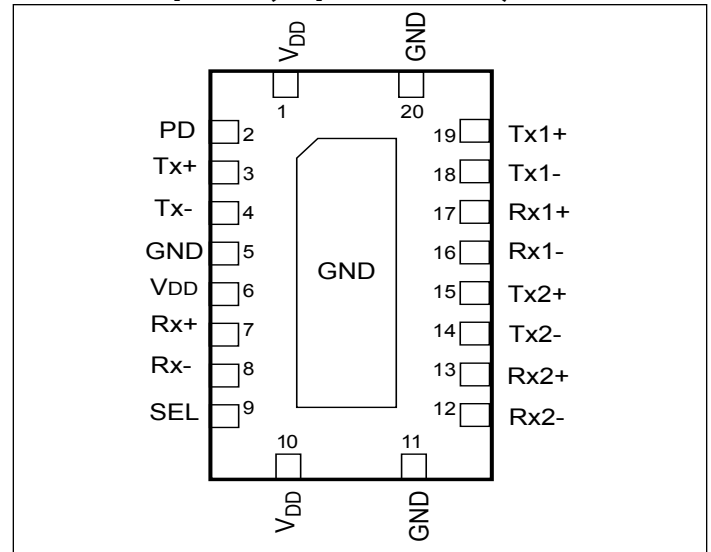 VDD GND
1 20
PD 2 19 Tx1+
Tx+ 3 18 Tx1-
Tx- 4 17 Rx1+
GND 5 16 Rx1-
GND
VDD 6 15 Tx2+
Rx+ 7 14 Tx2-
Rx- 8 13 Rx2+
SEL 9 12 Rx2-
10 11
VDD GND